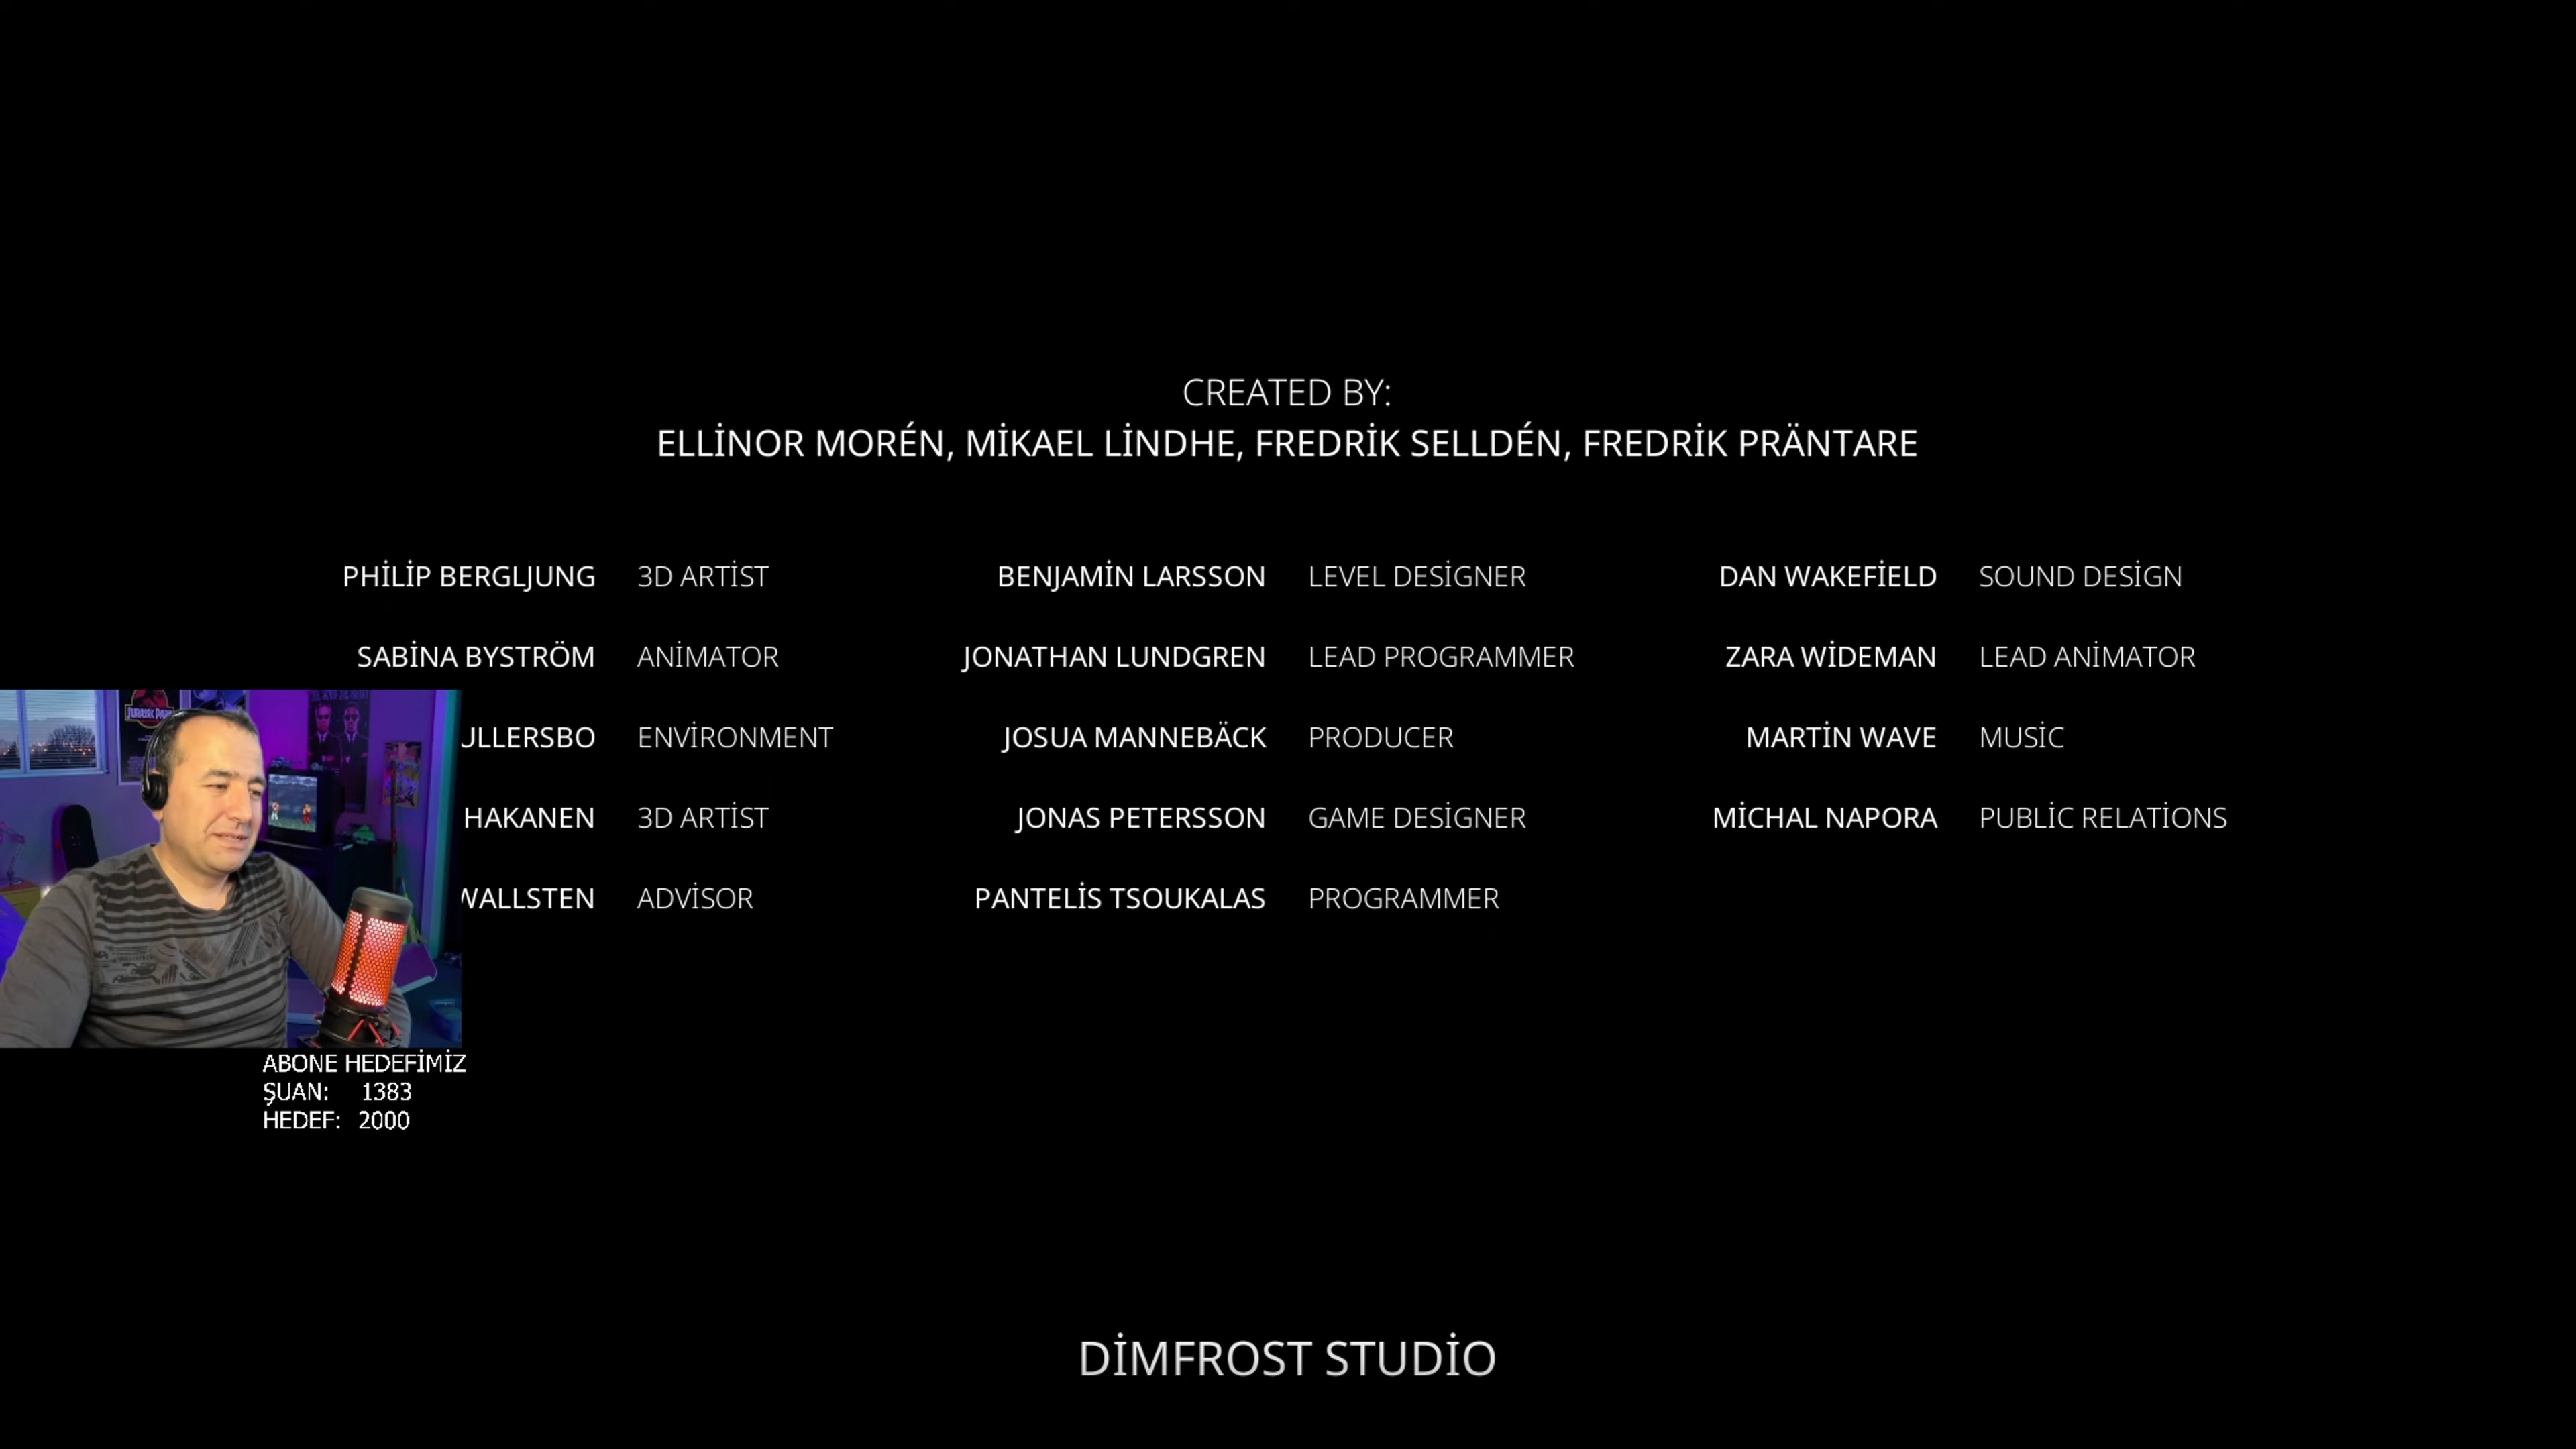 CREATED BY:
ELLİNOR MORÉN, MİKAEL LİNDHE, FREDRİK SELLDÉN, FREDRİK PRÄNTARE
PHİLİP BERGLJUNG 3D ARTİST
SABİNA BYSTRÖM ANİMATOR
ENVİRONMENT
HAKANEN 3D ARTİST
ADVİSOR
BENJAMİN LARSSON LEVEL DESİGNER
JONATHAN LUNDGREN LEAD PROGRAMMER
JOSUA MANNEBÄCK PRODUCER
JONAS PETERSSON GAME DESİGNER
PANTELİS TSOUKALAS PROGRAMMER
DAN WAKEFİELD SOUND DESİGN
ZARA WİDEMAN LEAD ANİMATOR
MARTİN WAVE MUSİC
MİCHAL NAPORA PUBLİC RELATİONS
JURASSIC PARK
ABONE HEDEFİMİZ
ŞUAN: 1383
HEDEF: 2000
DİMFROST STUDİO